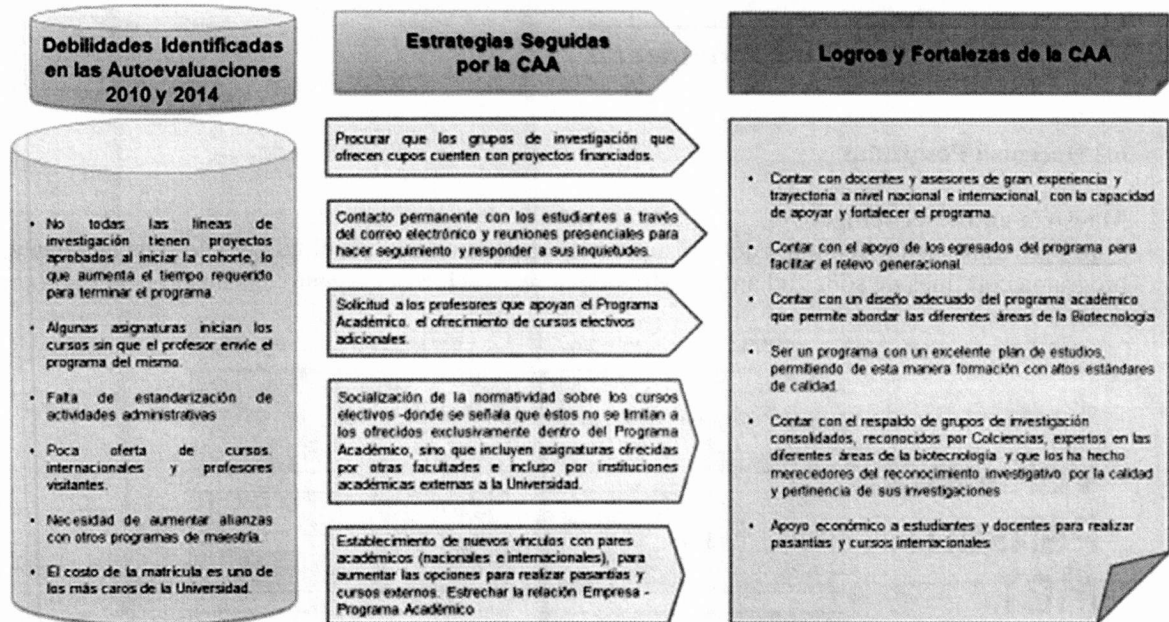 Debilidades Identificadas
en las Autoevaluaciones
2010 y 2014
• No todas las líneas de
investigación tienen proyectos
aprobados al iniciar la cohorte, lo
que aumenta el tiempo requerido
para terminar el programa.
• Algunas asignaturas inician los
cursos sin que el profesor envíe el
programa del mismo.
• Falta de estandarización de
actividades administrativas
• Poca oferta de cursos
internacionales y profesores
visitantes.
• Necesidad de aumentar alianzas
con otros programas de maestría.
• El costo de la matrícula es uno de
los más caros de la Universidad.
Estrategias Seguidas
por la CAA
Procurar que los grupos de investigación que
ofrecen cupos cuenten con proyectos financiados.
Contacto permanente con los estudiantes a través
del correo electrónico y reuniones presenciales para
hacer seguimiento y responder a sus inquietudes.
Solicitud a los profesores que apoyan el Programa
Académico, el ofrecimiento de cursos electivos
adicionales.
Socialización de la normatividad sobre los cursos
electivos -donde se señala que éstos no se limitan a
los ofrecidos exclusivamente dentro del Programa
Académico, sino que incluyen asignaturas ofrecidas
por otras facultades e incluso por instituciones
académicas externas a la Universidad.
Establecimiento de nuevos vínculos con pares
académicos (nacionales e internacionales), para
aumentar las opciones para realizar pasantías y
cursos externos. Estrechar la relación Empresa -
Programa Académico
Logros y Fortalezas de la CAA
• Contar con docentes y asesores de gran experiencia y
trayectoria a nivel nacional e internacional, con la capacidad
de apoyar y fortalecer el programa.
• Contar con el apoyo de los egresados del programa para
facilitar el relevo generacional.
• Contar con un diseño adecuado del programa académico
que permite abordar las diferentes áreas de la Biotecnología
• Ser un programa con un excelente plan de estudios,
permitiendo de esta manera formación con altos estándares
de calidad.
• Contar con el respaldo de grupos de investigación
consolidados, reconocidos por Colciencias, expertos en las
diferentes áreas de la biotecnología y que los ha hecho
merecedores del reconocimiento investigativo por la calidad
y pertinencia de sus investigaciones
• Apoyo económico a estudiantes y docentes para realizar
pasantías y cursos internacionales